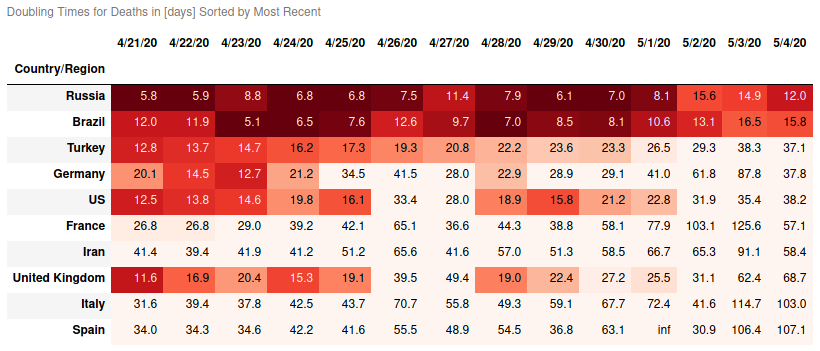 Doubling Times for Deaths in [days] Sorted by Most Recent
4/21/20 4/22/20 4/23/20 4/24/20 4/25/20 4/26/20 4/27/20 4/28/20 4/29/20 4/30/20 5/1/20 5/2/20 5/3/20 5/4/20
Country/Region
Russia 5.8 5.9 8.8 6.8 6.8 7.5 11.4 7.9 6.1 7.0 8.1 15.6 14.9 12.0
Brazil 12.0 11.9 5.1 6.5 7.6 12.6 9.7 7.0 8.5 8.1 10.6 13.1 16.5 15.8
Turkey 12.8 13.7 14.7 16.2 17.3 19.3 20.8 22.2 23.6 23.3 26.5 29.3 38.3 37.1
Germany 20.1 14.5 12.7 21.2 34.5 41.5 28.0 22.9 28.9 29.1 41.0 61.8 87.8 37.8
US 12.5 13.8 14.6 19.8 16.1 33.4 28.0 18.9 15.8 21.2 22.8 31.9 35.4 38.2
France 26.8 26.8 29.0 39.2 42.1 65.1 36.6 44.3 38.8 58.1 77.9 103.1 125.6 57.1
Iran 41.4 39.4 41.9 41.2 51.2 65.6 41.6 57.0 51.3 58.5 66.7 65.3 91.1 58.4
United Kingdom 11.6 16.9 20.4 15.3 19.1 39.5 49.4 19.0 22.4 27.2 25.5 31.1 62.4 68.7
Italy 31.6 39.4 37.8 42.5 43.7 70.7 55.8 49.3 59.1 67.7 72.4 41.6 114.7 103.0
Spain 34.0 34.3 34.6 42.2 41.6 55.5 48.9 54.5 36.8 63.1 inf 30.9 106.4 107.1